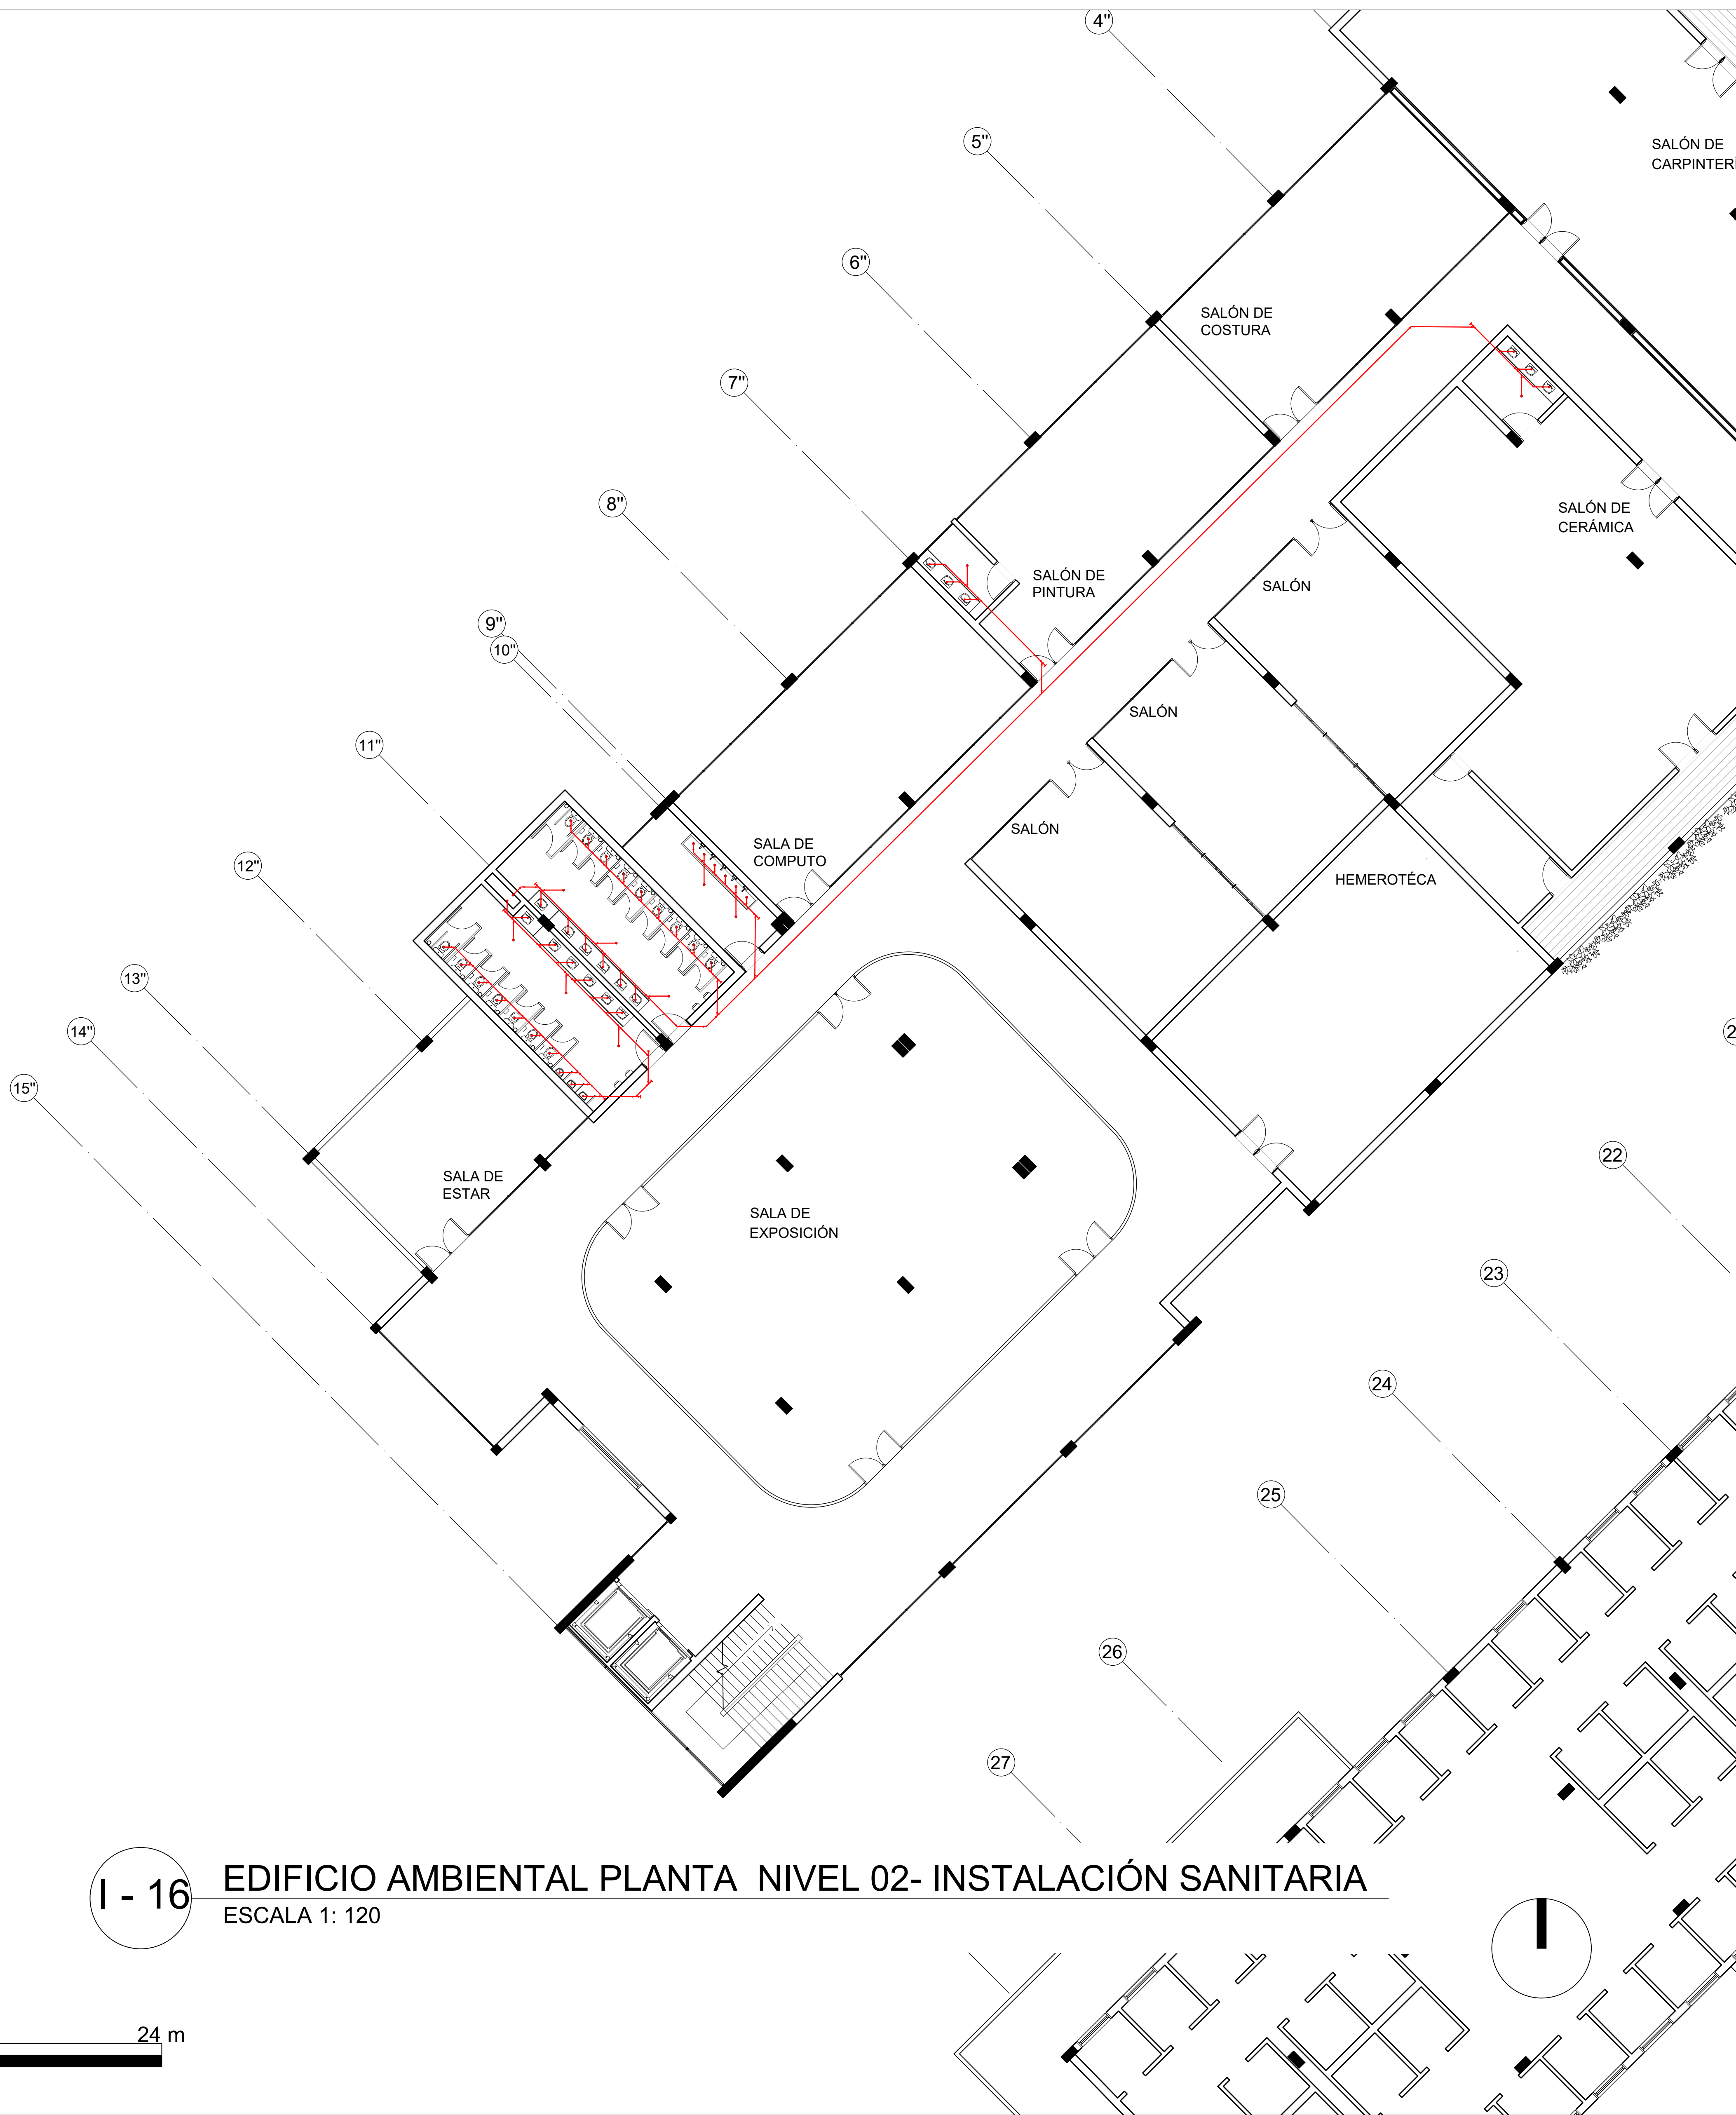 4"
5"
6"
7"
8"
9"
10"
11"
12"
13"
14"
15"
SALÓN DE
SALÓN DE
COSTURA
SALÓN DE
CERÁMICA
SALÓN DE
PINTURA
SALÓN
SALÓN
SALÓN
SALA DE
COMPUTO
HEMEROTÉCA
SALA DE
ESTAR
SALA DE
EXPOSICIÓN
22
23
24
25
26
27
I - 16
EDIFICIO AMBIENTAL PLANTA NIVEL 02- INSTALACIÓN SANITARIA
ESCALA 1: 120
24 m